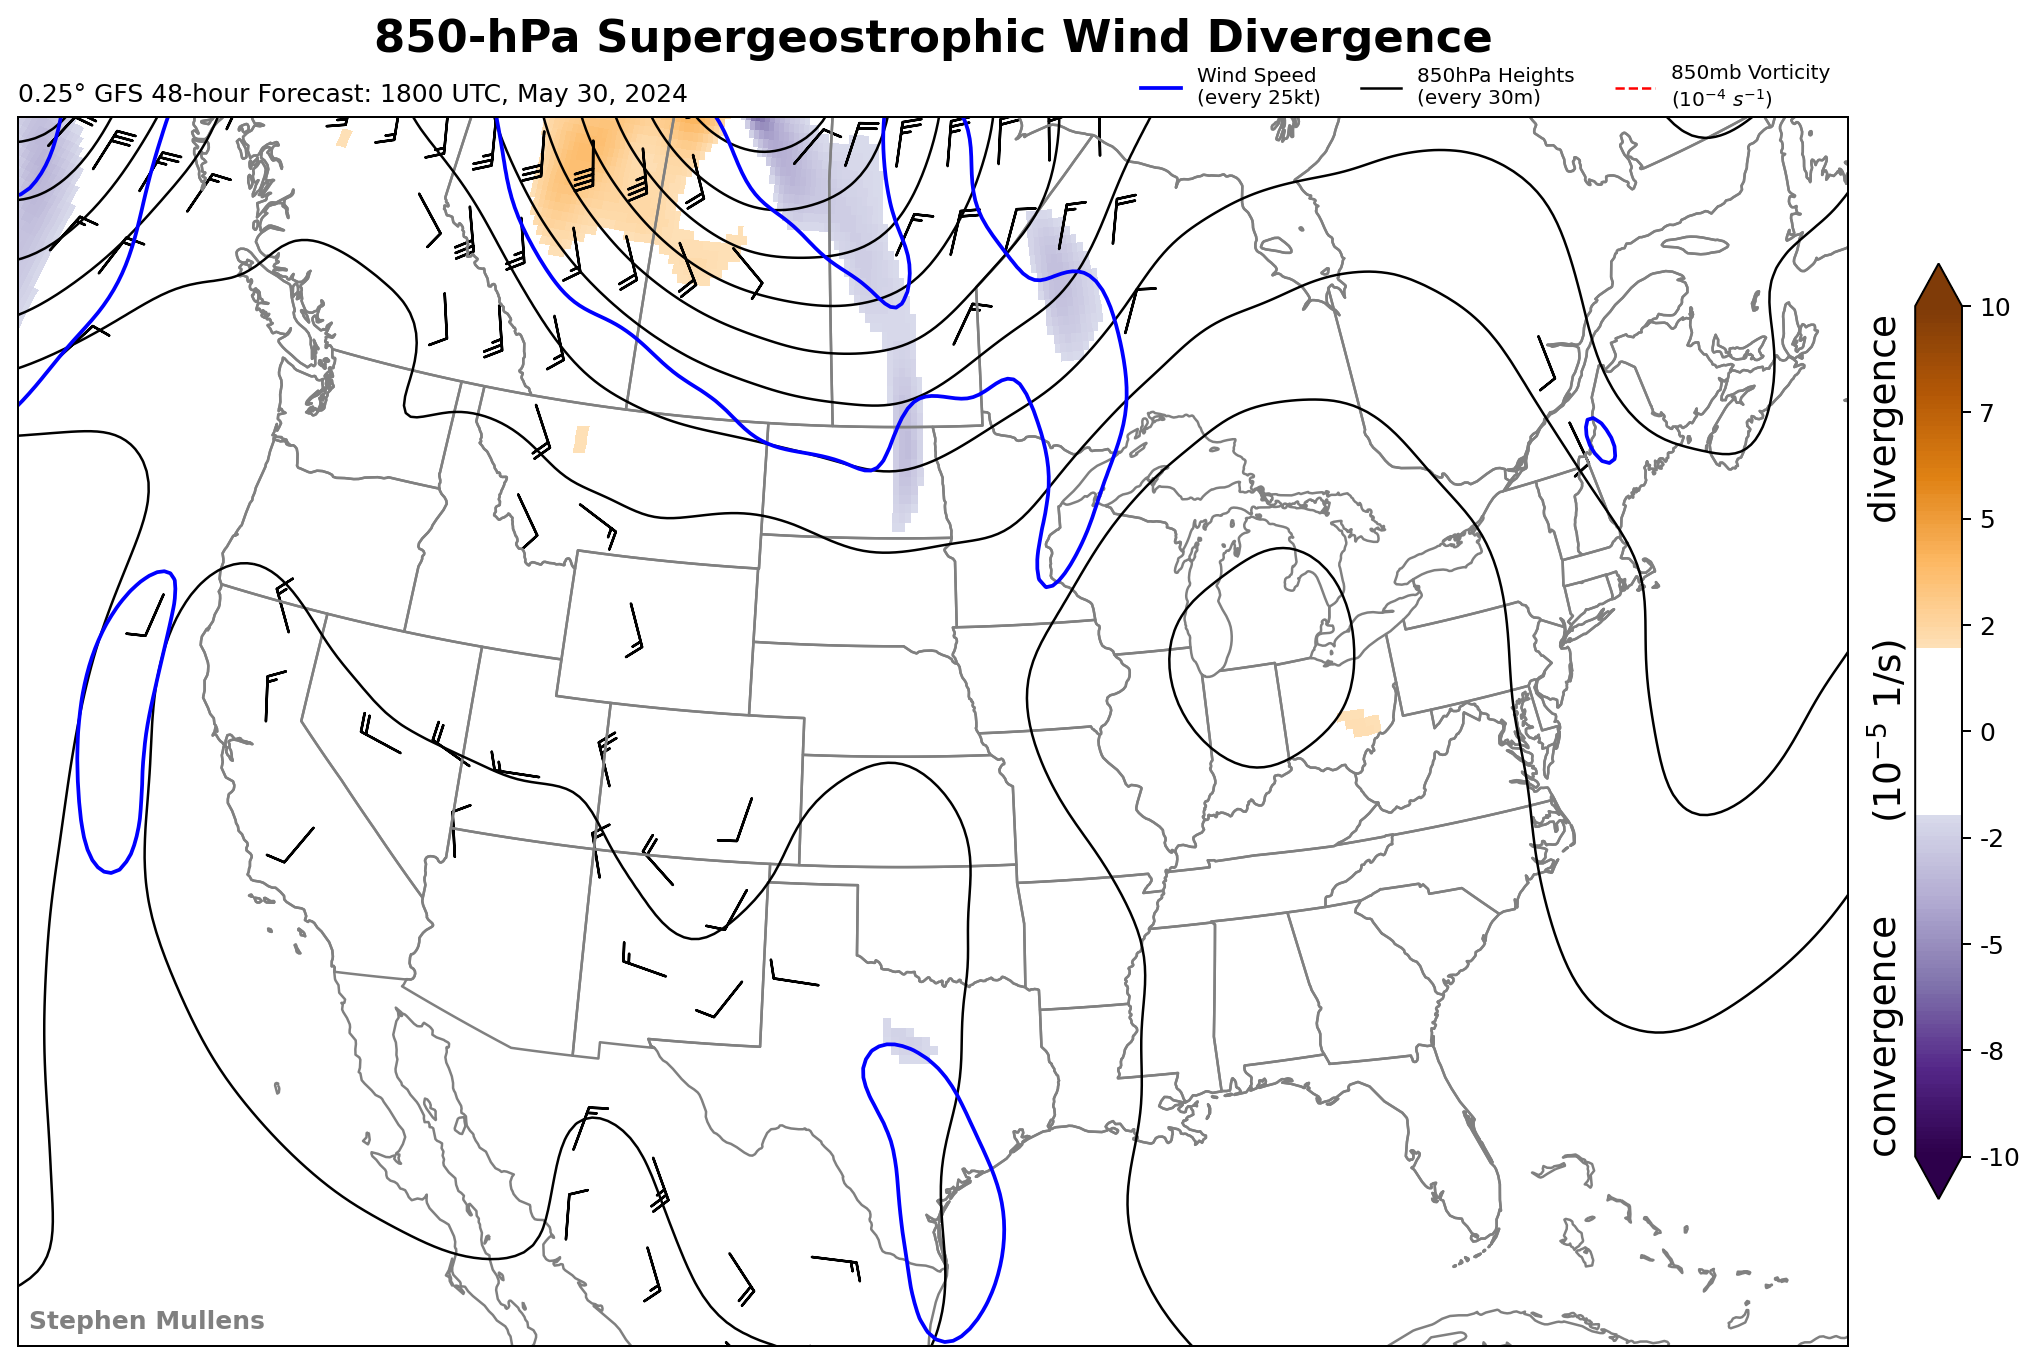 850-hPa Supergeostrophic Wind Divergence
0.25° GFS 48-hour Forecast: 1800 UTC, May 30, 2024
Wind Speed
(every 25kt)
850hPa Heights
(every 30m)
850mb Vorticity
(10⁻⁴ s⁻¹)
10
7
5
2
0
-2
-5
-8
-10
convergence (10⁻⁵ 1/s) divergence
Stephen Mullens